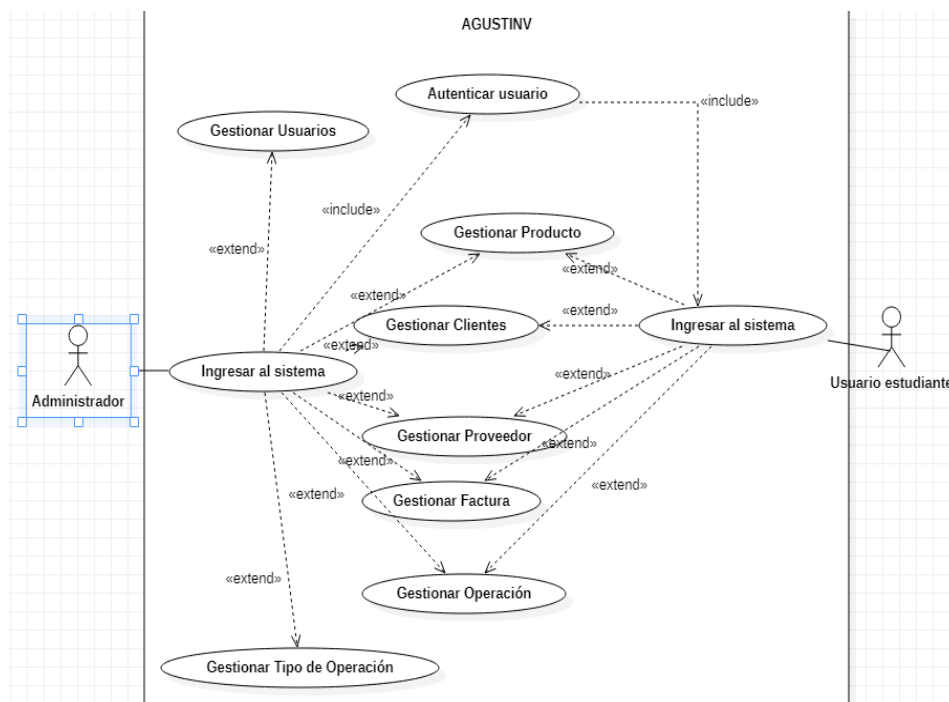 AGUSTINV
Autenticar usuario
«include»
Gestionar Usuarios
«include»
Gestionar Producto
«extend»
«extend»
«extend»
«extend»
Gestionar Clientes
Ingresar al sistema
«extend»
Ingresar al sistema
Usuario estudiante
Administrador
«extend»
«extend»
Gestionar Proveedor
«extend»
«extend»
Gestionar Factura
«extend»
«extend»
«extend»
Gestionar Operación
Gestionar Tipo de Operación